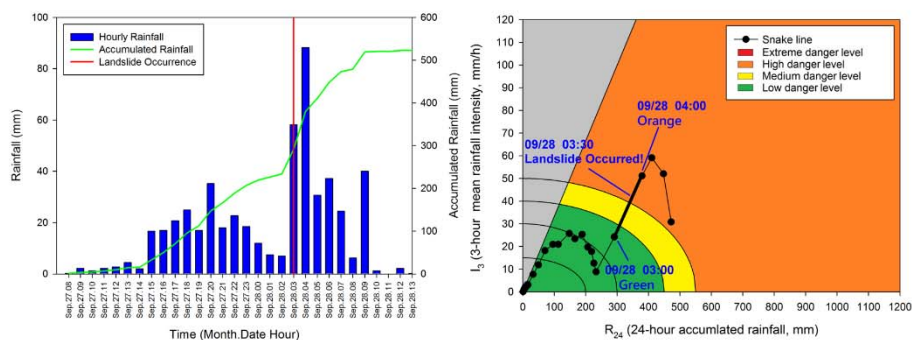 Hourly Rainfall
Accumulated Rainfall
Landslide Occurrence
Rainfall (mm)
100
80
60
40
20
0
600
500
400
300
200
100
0
Accumulated Rainfall (mm)
Sep.27.08
Sep.27.09
Sep.27.10
Sep.27.11
Sep.27.12
Sep.27.13
Sep.27.14
Sep.27.15
Sep.27.16
Sep.27.17
Sep.27.18
Sep.27.19
Sep.27.20
Sep.27.21
Sep.27.22
Sep.27.23
Sep.28.00
Sep.28.01
Sep.28.02
Sep.28.03
Sep.28.04
Sep.28.05
Sep.28.06
Sep.28.07
Sep.28.08
Sep.28.09
Sep.28.10
Sep.28.11
Sep.28.12
Sep.28.13
Time (Month.Date Hour)
I3 (3-hour mean rainfall intensity, mm/h)
120
110
100
90
80
70
60
50
40
30
20
10
0
Snake line
Extreme danger level
High danger level
Medium danger level
Low danger level
09/28 04:00
Orange
09/28 03:30
Landslide Occurred!
09/28 03:00
Green
0 100 200 300 400 500 600 700 800 900 1000 1100 1200
R24 (24-hour accumlated rainfall, mm)